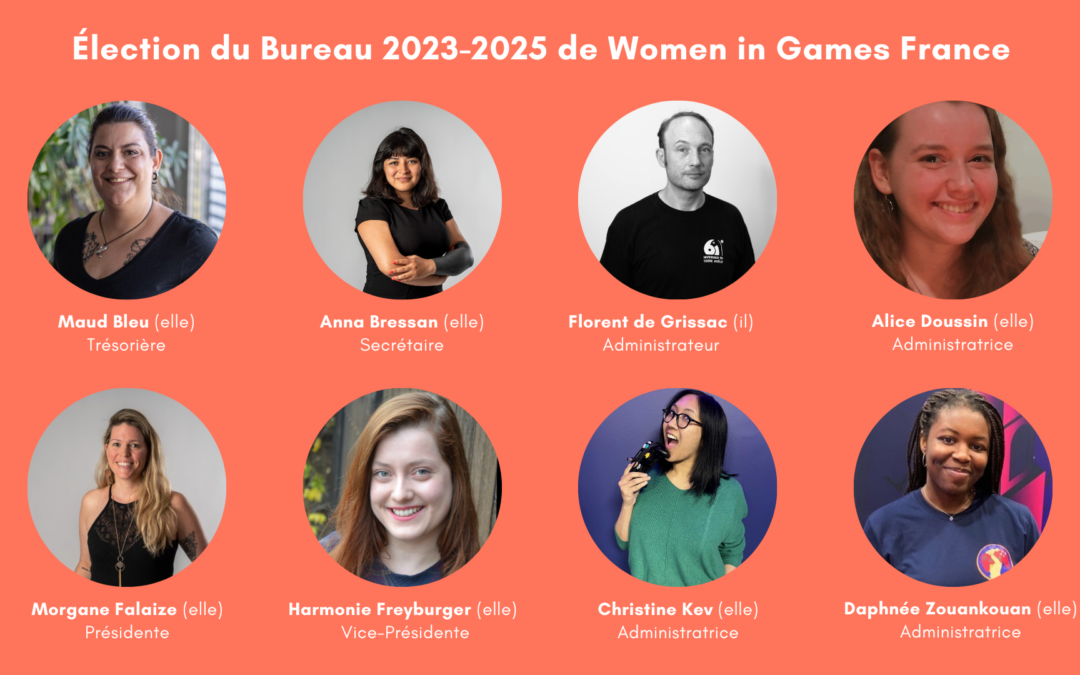 Élection du Bureau 2023-2025 de Women in Games France
Maud Bleu (elle)
Trésorière
Anna Bressan (elle)
Secrétaire
Florent de Grissac (il)
Administrateur
Alice Doussin (elle)
Administratrice
Morgane Falaize (elle)
Présidente
Harmonie Freyburger (elle)
Vice-Présidente
Christine Kev (elle)
Administratrice
Daphnée Zouankouan (elle)
Administratrice